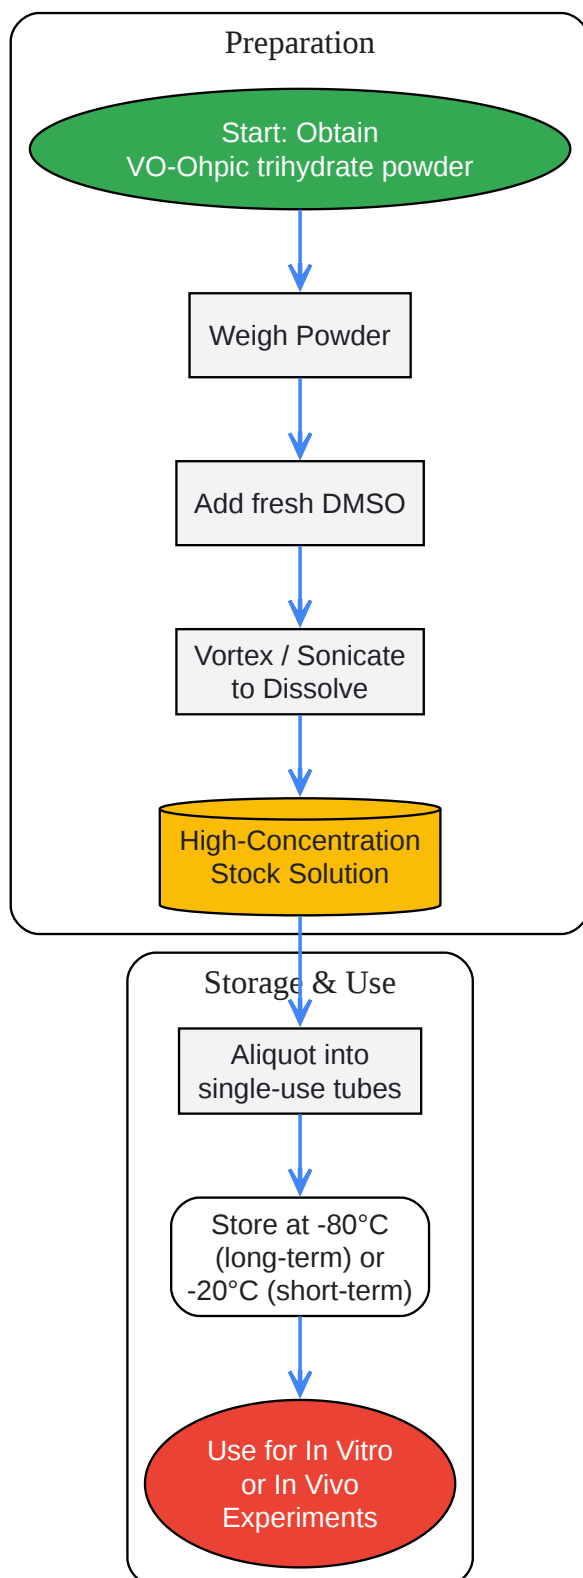 Preparation
Start: Obtain
VO-Ohpic trihydrate powder
Weigh Powder
Add fresh DMSO
Vortex / Sonicate
to Dissolve
High-Concentration
Stock Solution
Storage & Use
Aliquot into
single-use tubes
Store at -80°C
(long-term) or
-20°C (short-term)
Use for In Vitro
or In Vivo
Experiments